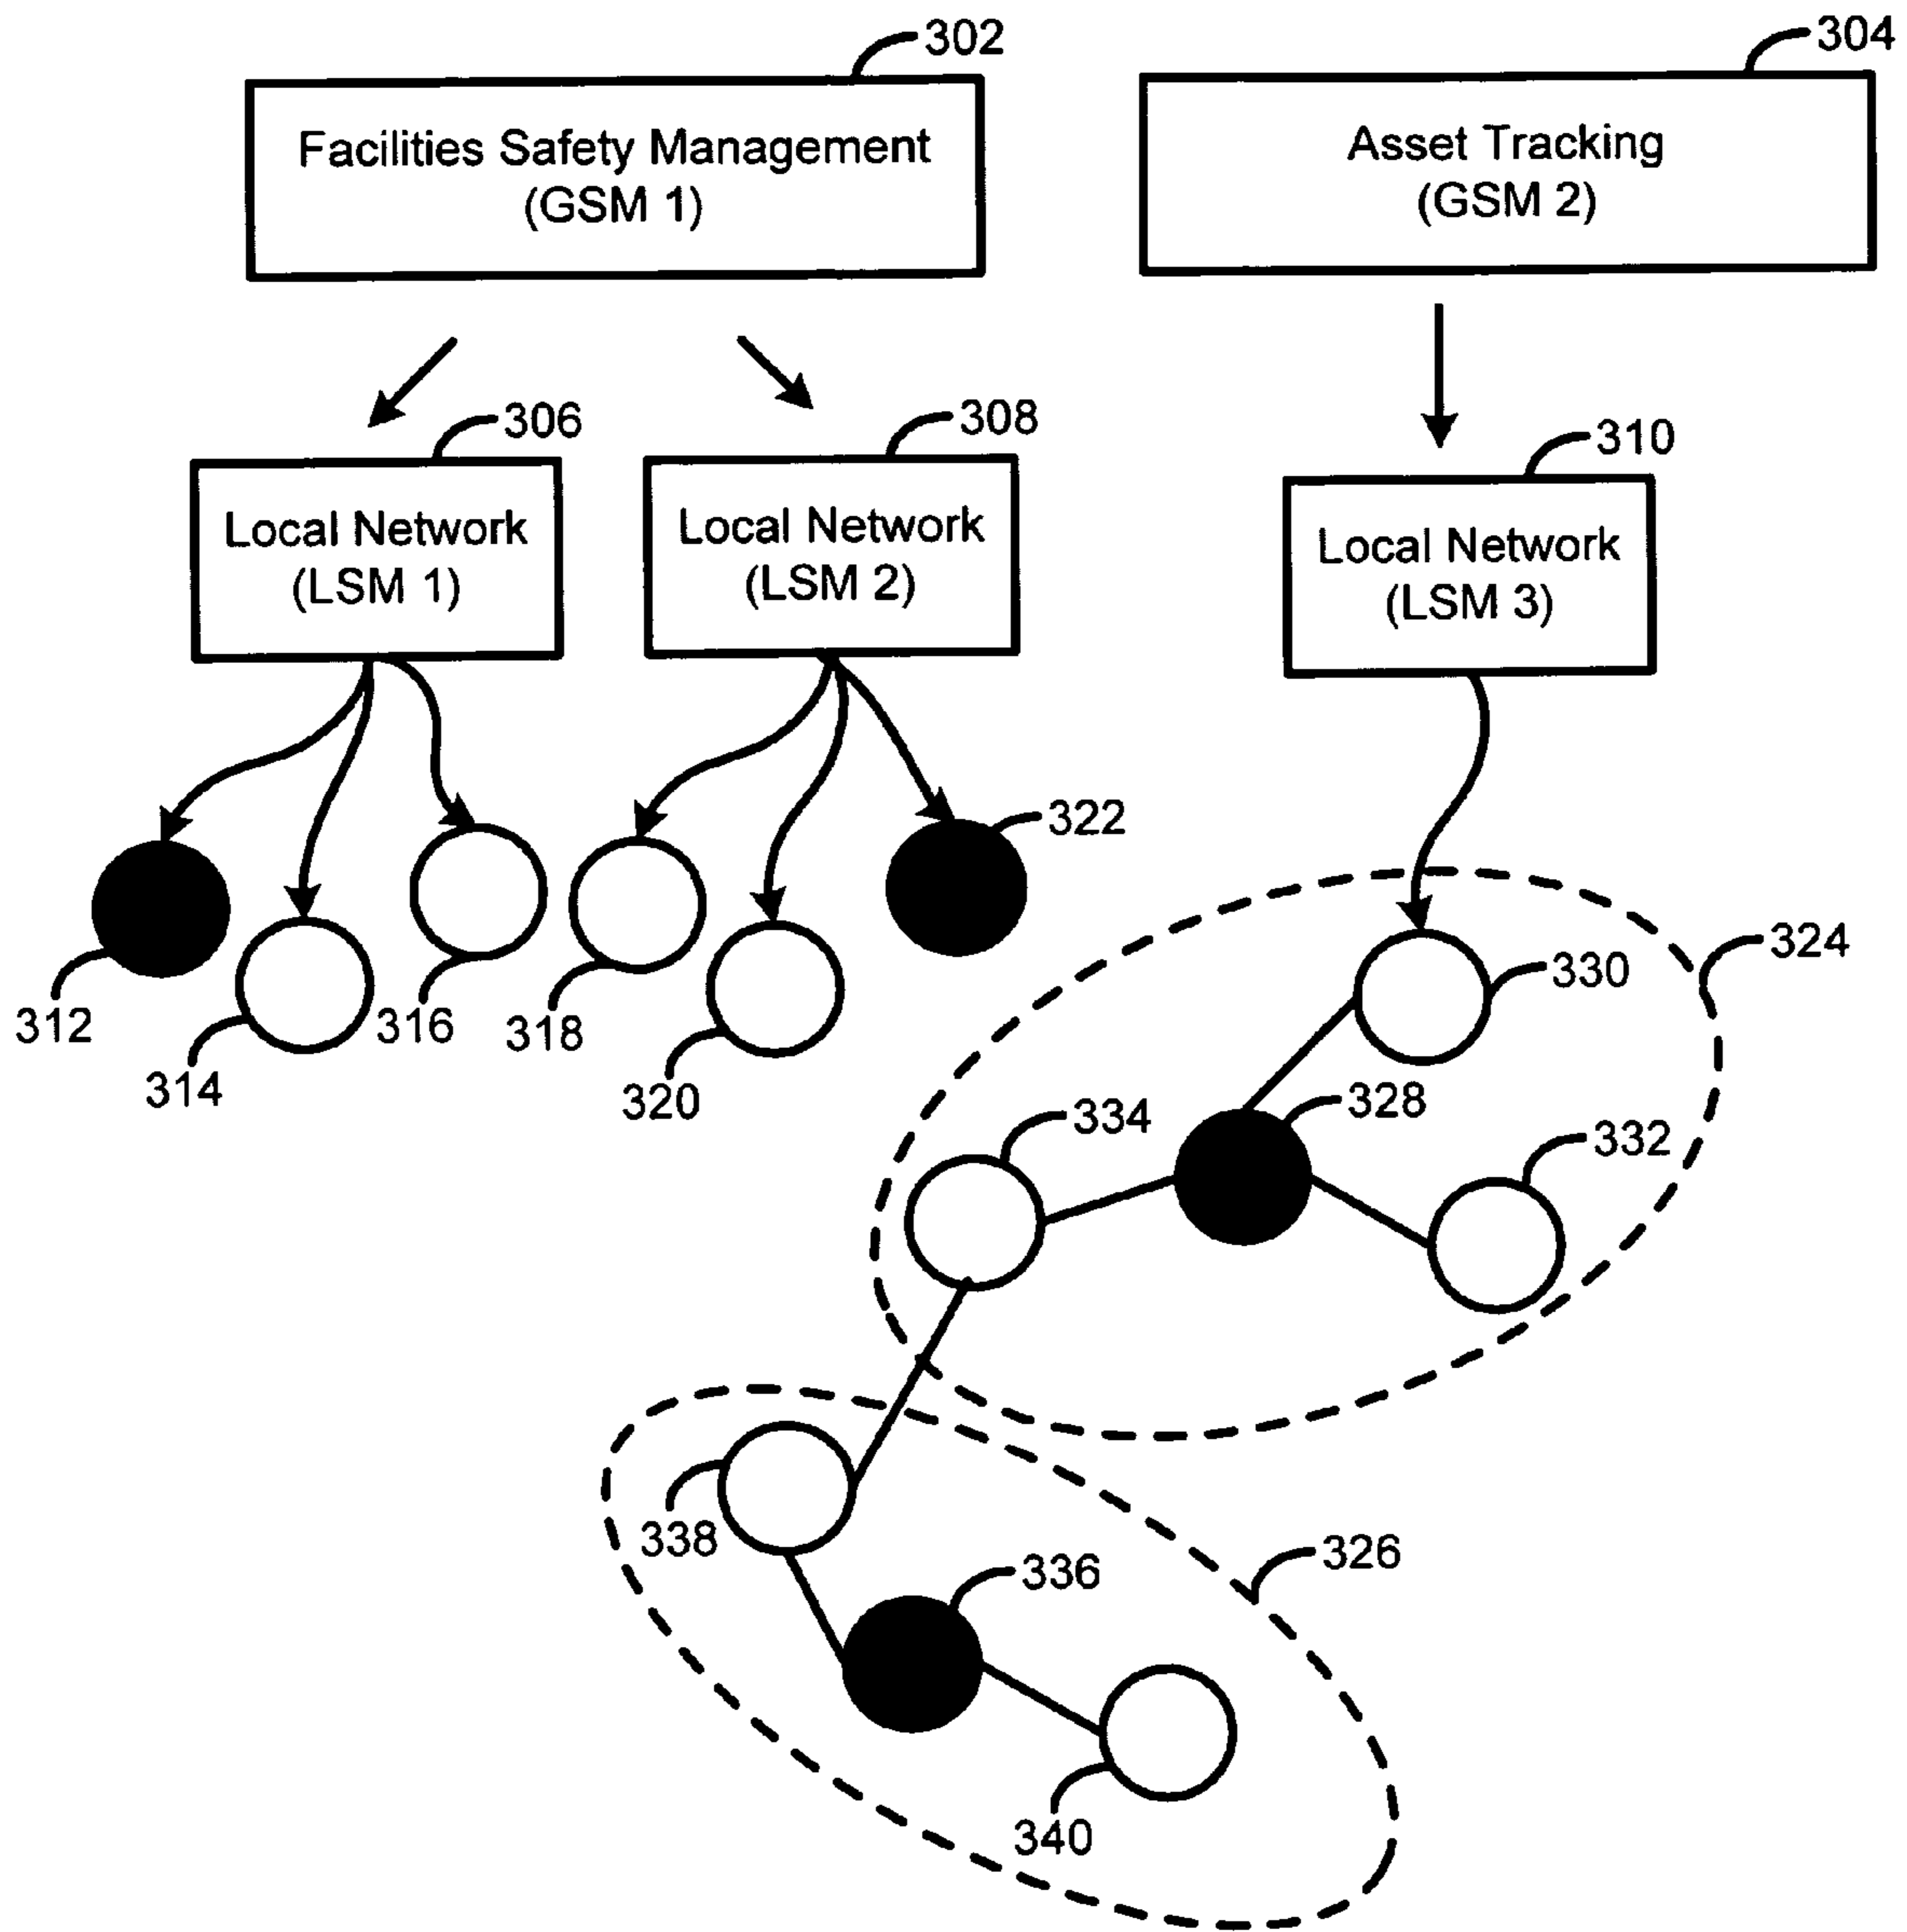 302
304
Facilities Safety Management
(GSM 1)
Asset Tracking
(GSM 2)
306
308
310
Local Network
(LSM 1)
Local Network
(LSM 2)
Local Network
(LSM 3)
322
324
330
312
316
318
314
320
328
334
332
338
326
336
340